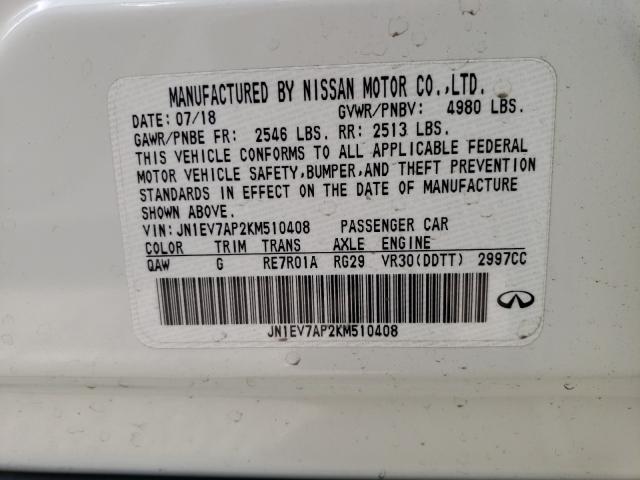 MANUFACTURED BY NISSAN MOTOR CO.,LTD.
DATE: 07/18 GVWR/PNBV: 4980 LBS.
GAWR/PNBE FR: 2546 LBS. RR: 2513 LBS.
THIS VEHICLE CONFORMS TO ALL APPLICABLE FEDERAL
MOTOR VEHICLE SAFETY,BUMPER,AND THEFT PREVENTION
STANDARDS IN EFFECT ON THE DATE OF MANUFACTURE
SHOWN ABOVE.
VIN: JN1EV7AP2KM510408 PASSENGER CAR
COLOR TRIM TRANS AXLE ENGINE
QAW G RE7R01A RG29 VR30(DDTT) 2997CC
JN1EV7AP2KM510408